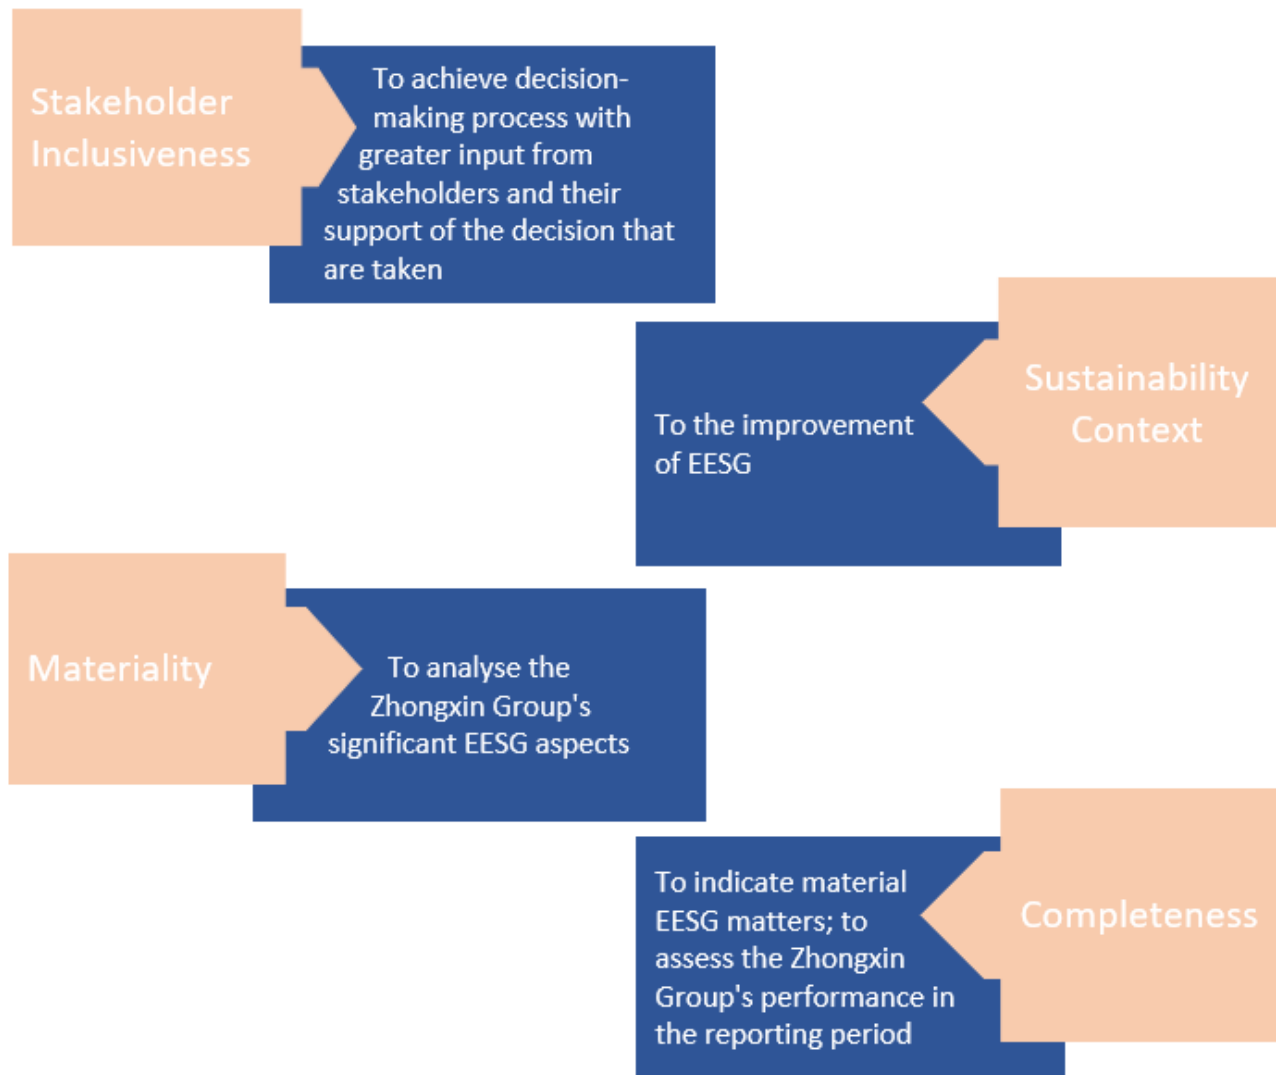 Stakeholder
Inclusiveness
To achieve decision-
making process with
greater input from
stakeholders and their
support of the decision that
are taken
Sustainability
Context
To the improvement
of EESG
Materiality
To analyse the
Zhongxin Group's
significant EESG aspects
Completeness
To indicate material
EESG matters; to
assess the Zhongxin
Group's performance in
the reporting period